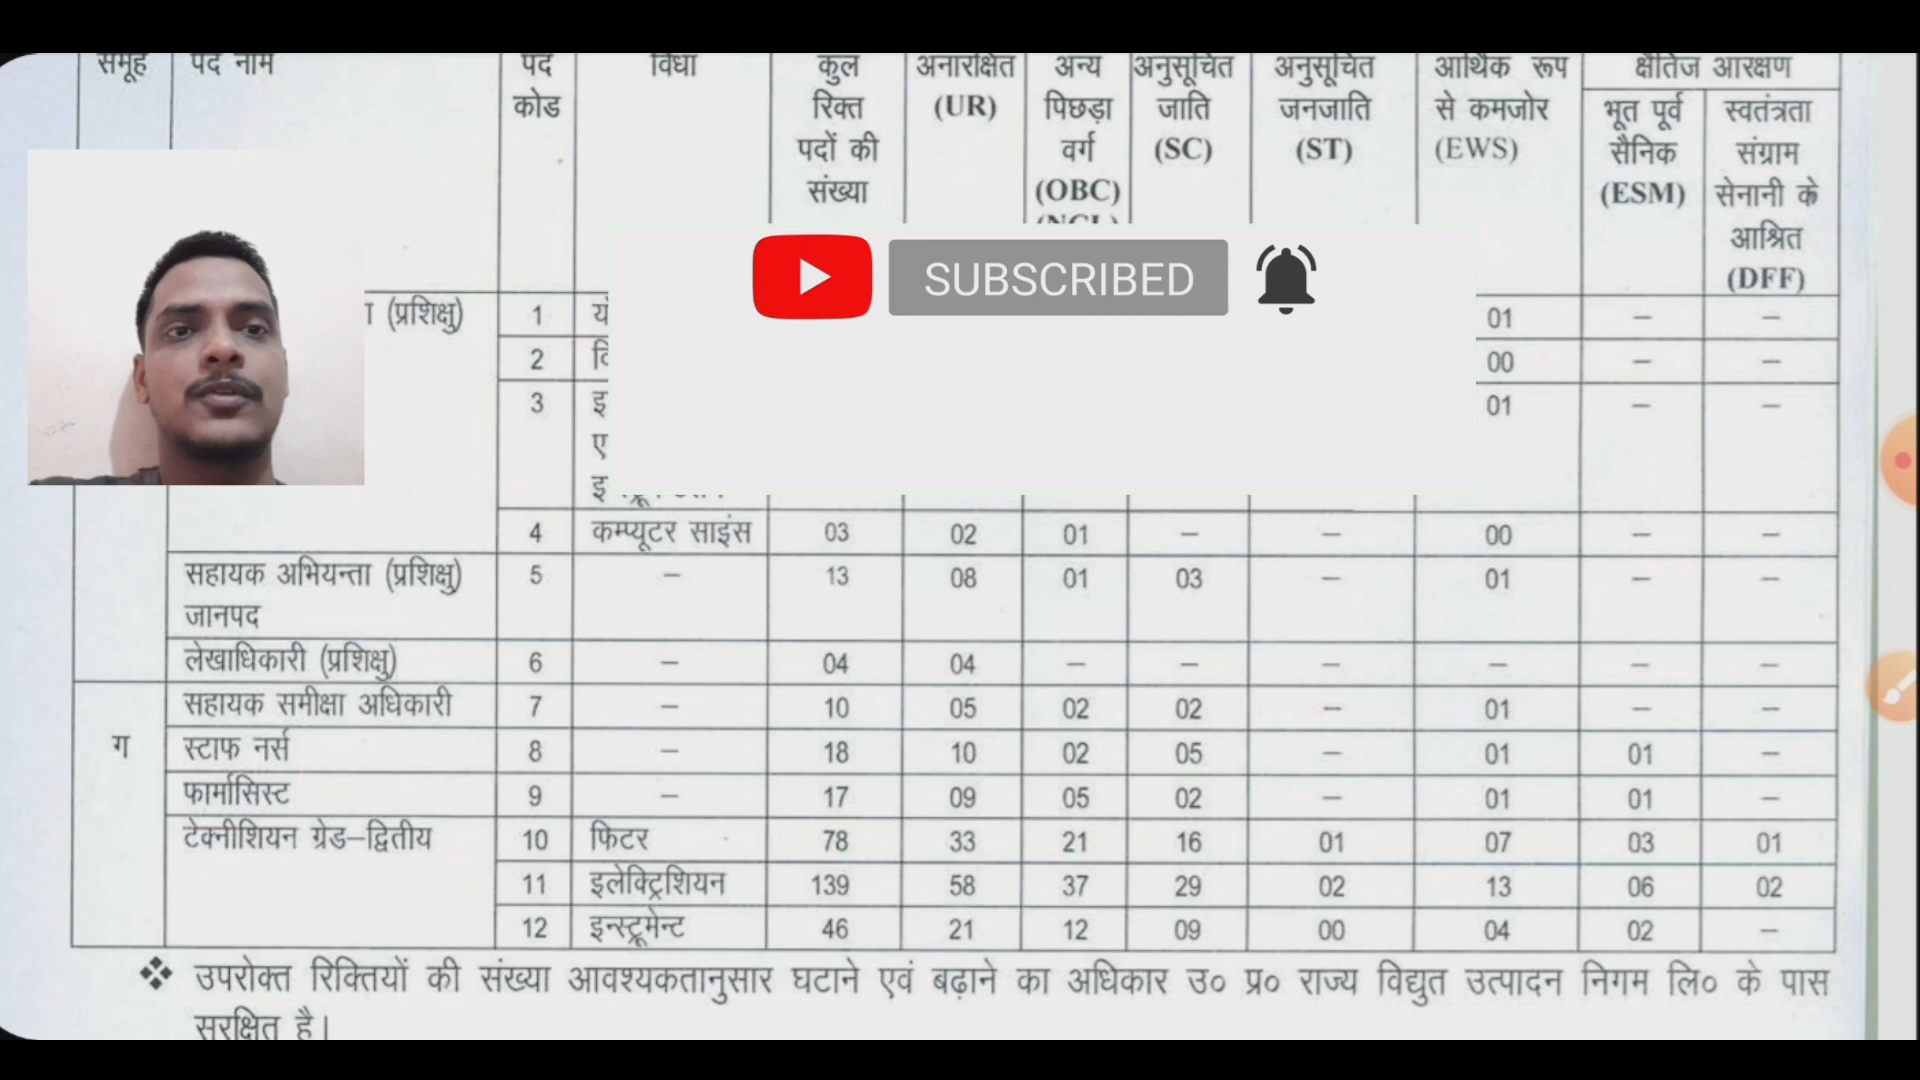 समूह पद नाम पद कोड विधा कुल रिक्त पदों की संख्या अनारक्षित (UR) अन्य पिछड़ा वर्ग (OBC) अनुसूचित जाति (SC) अनुसूचित जनजाति (ST) आर्थिक रूप से कमजोर (EWS) क्षैतिज आरक्षण
भूत पूर्व सैनिक (ESM) स्वतंत्रता संग्राम सेनानी के आश्रित (DFF)
SUBSCRIBED
(प्रशिक्षु) 1 01 – –
2 00 – –
3 01 – –
4 कम्प्यूटर साइंस 03 02 01 – – 00 – –
सहायक अभियन्ता (प्रशिक्षु) जानपद 5 – 13 08 01 03 – 01 – –
लेखाधिकारी (प्रशिक्षु) 6 – 04 04 – – – – – –
ग सहायक समीक्षा अधिकारी 7 – 10 05 02 02 – 01 – –
स्टाफ नर्स 8 – 18 10 02 05 – 01 01 –
फार्मासिस्ट 9 – 17 09 05 02 – 01 01 –
टेक्नीशियन ग्रेड–द्वितीय 10 फिटर 78 33 21 16 01 07 03 01
11 इलेक्ट्रिशियन 139 58 37 29 02 13 06 02
12 इन्स्ट्रूमेन्ट 46 21 12 09 00 04 02 –
❖ उपरोक्त रिक्तियों की संख्या आवश्यकतानुसार घटाने एवं बढ़ाने का अधिकार उ० प्र० राज्य विद्युत उत्पादन निगम लि० के पास
सुरक्षित है।